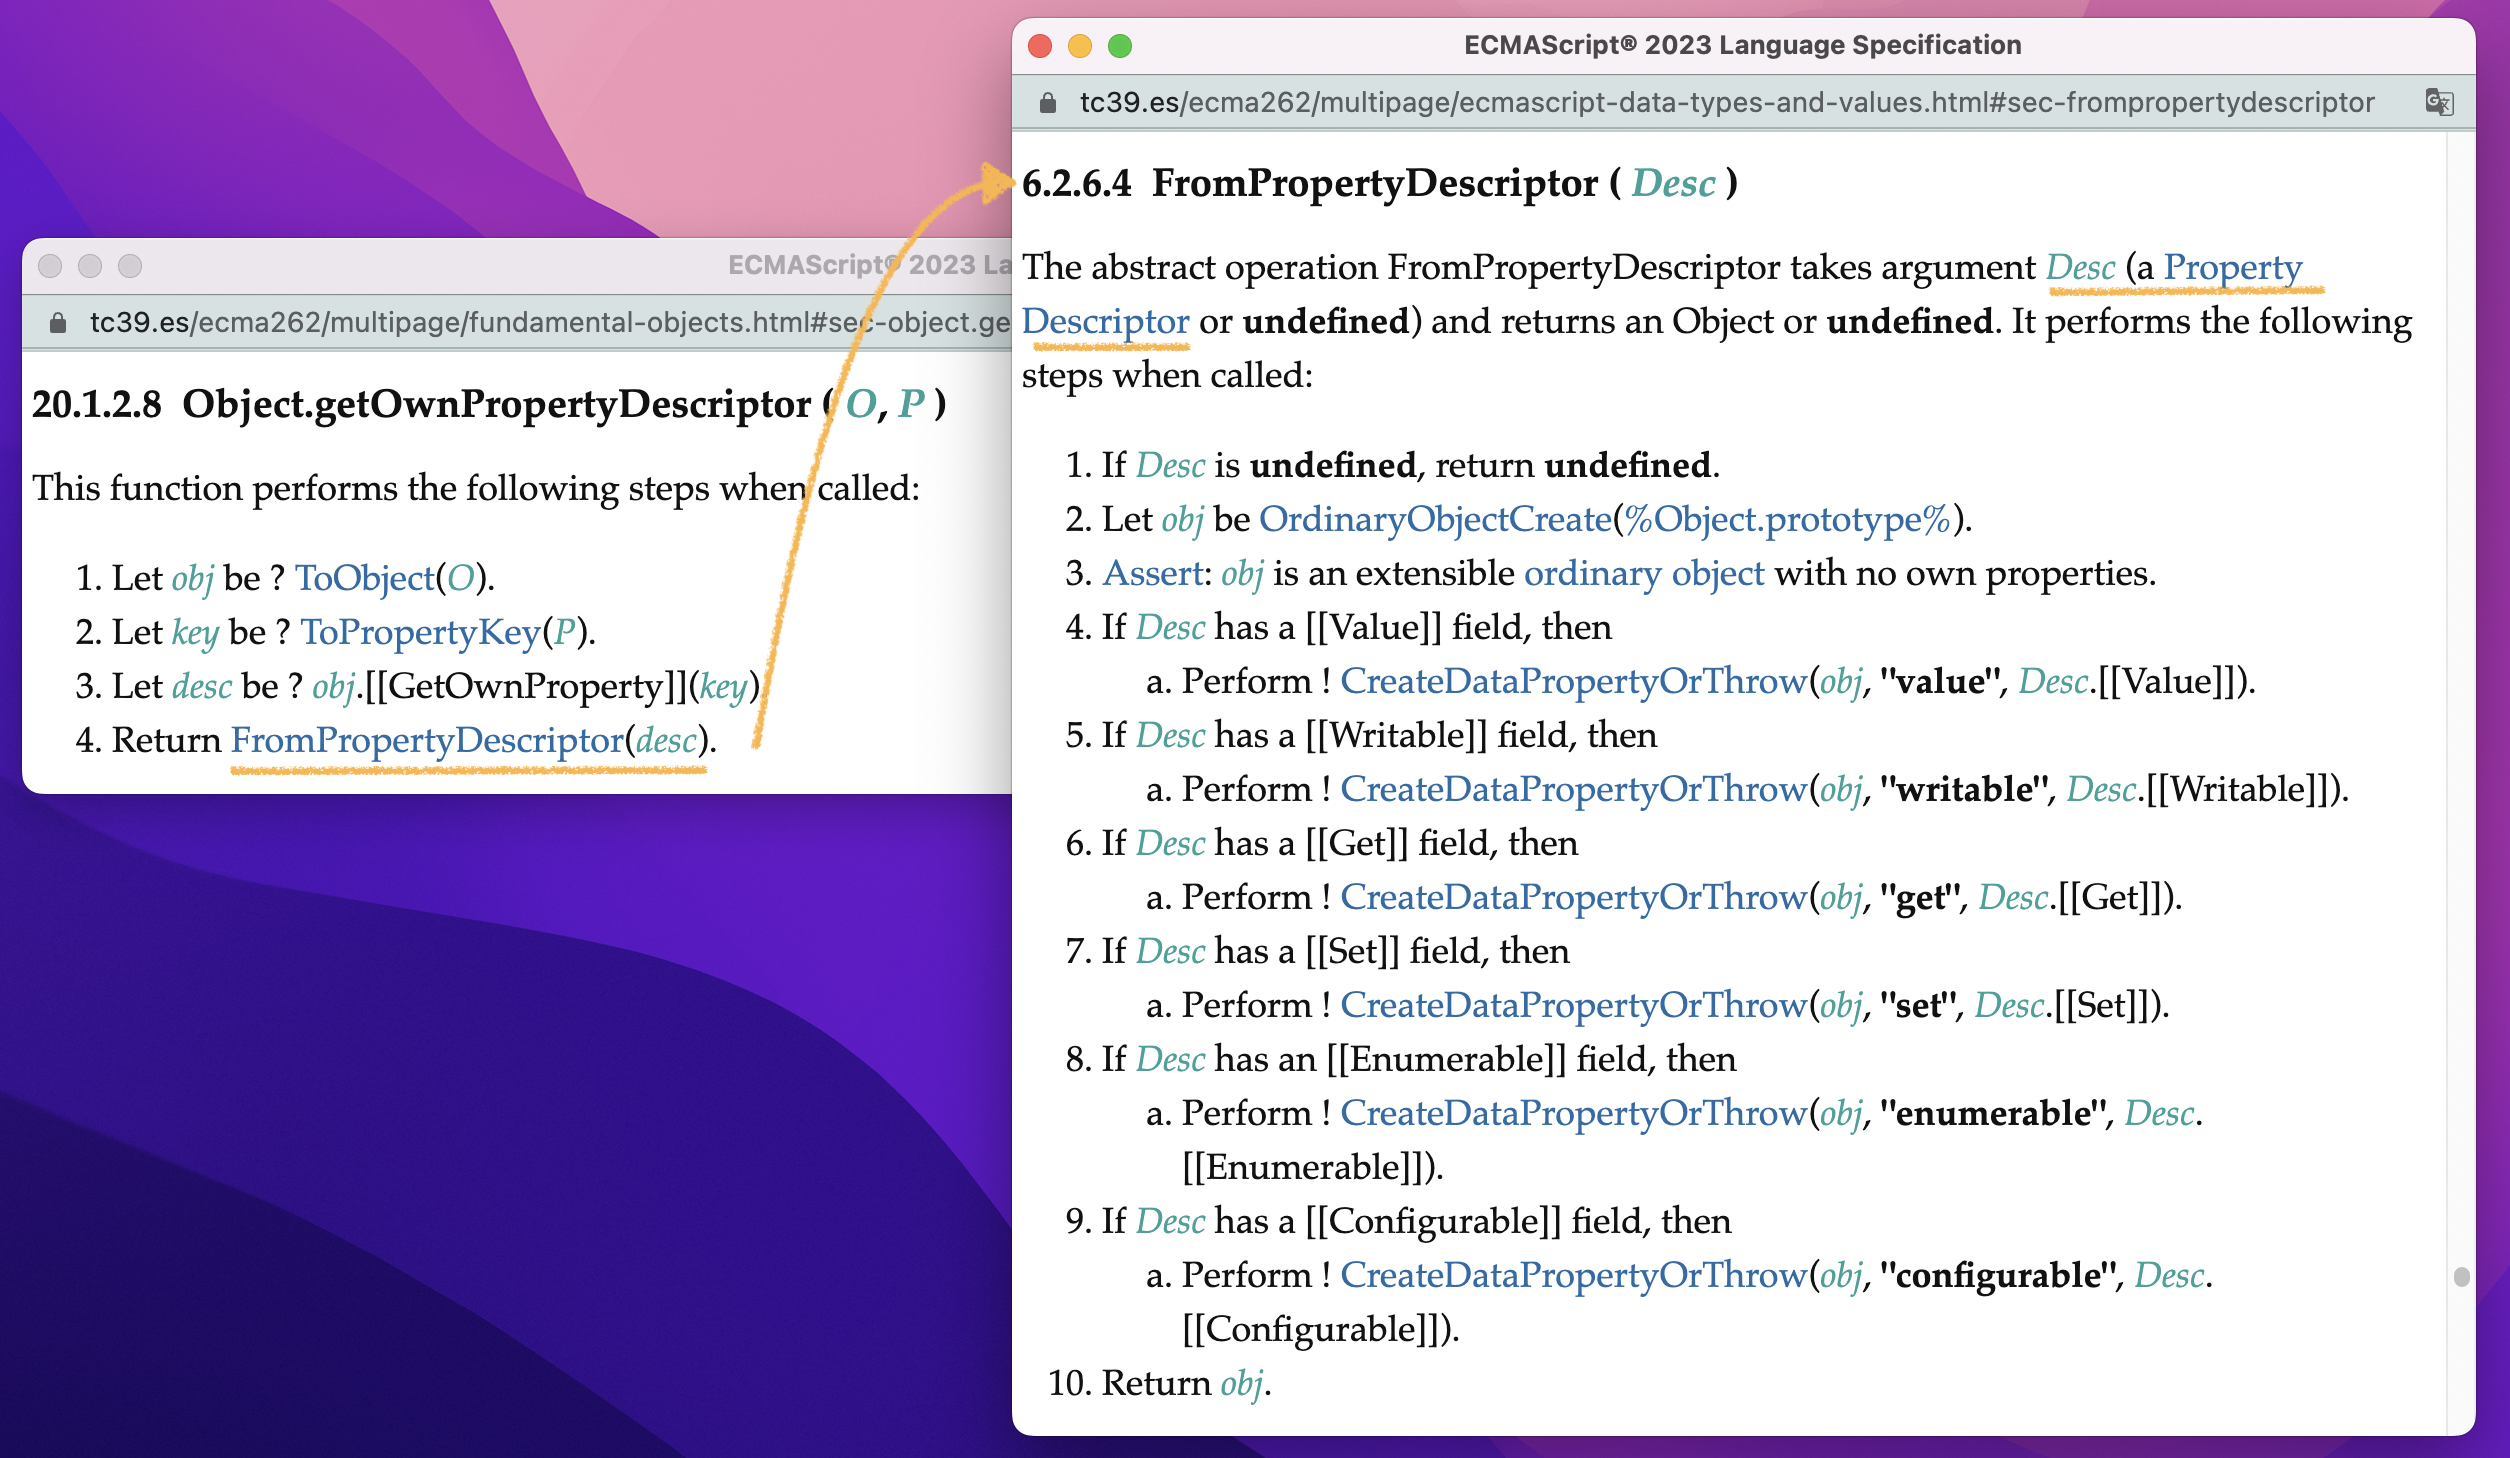 ECMAScript® 2023 La
tc39.es/ecma262/multipage/fundamental-objects.html#sec-object.ge
20.1.2.8 Object.getOwnPropertyDescriptor ( O, P )
This function performs the following steps when called:
1. Let obj be ? ToObject(O).
2. Let key be ? ToPropertyKey(P).
3. Let desc be ? obj.[[GetOwnProperty]](key)
4. Return FromPropertyDescriptor(desc).
ECMAScript® 2023 Language Specification
tc39.es/ecma262/multipage/ecmascript-data-types-and-values.html#sec-frompropertydescriptor
6.2.6.4 FromPropertyDescriptor ( Desc )
The abstract operation FromPropertyDescriptor takes argument Desc (a Property
Descriptor or undefined) and returns an Object or undefined. It performs the following
steps when called:
1. If Desc is undefined, return undefined.
2. Let obj be OrdinaryObjectCreate(%Object.prototype%).
3. Assert: obj is an extensible ordinary object with no own properties.
4. If Desc has a [[Value]] field, then
a. Perform ! CreateDataPropertyOrThrow(obj, "value", Desc.[[Value]]).
5. If Desc has a [[Writable]] field, then
a. Perform ! CreateDataPropertyOrThrow(obj, "writable", Desc.[[Writable]]).
6. If Desc has a [[Get]] field, then
a. Perform ! CreateDataPropertyOrThrow(obj, "get", Desc.[[Get]]).
7. If Desc has a [[Set]] field, then
a. Perform ! CreateDataPropertyOrThrow(obj, "set", Desc.[[Set]]).
8. If Desc has an [[Enumerable]] field, then
a. Perform ! CreateDataPropertyOrThrow(obj, "enumerable", Desc.
[[Enumerable]]).
9. If Desc has a [[Configurable]] field, then
a. Perform ! CreateDataPropertyOrThrow(obj, "configurable", Desc.
[[Configurable]]).
10. Return obj.